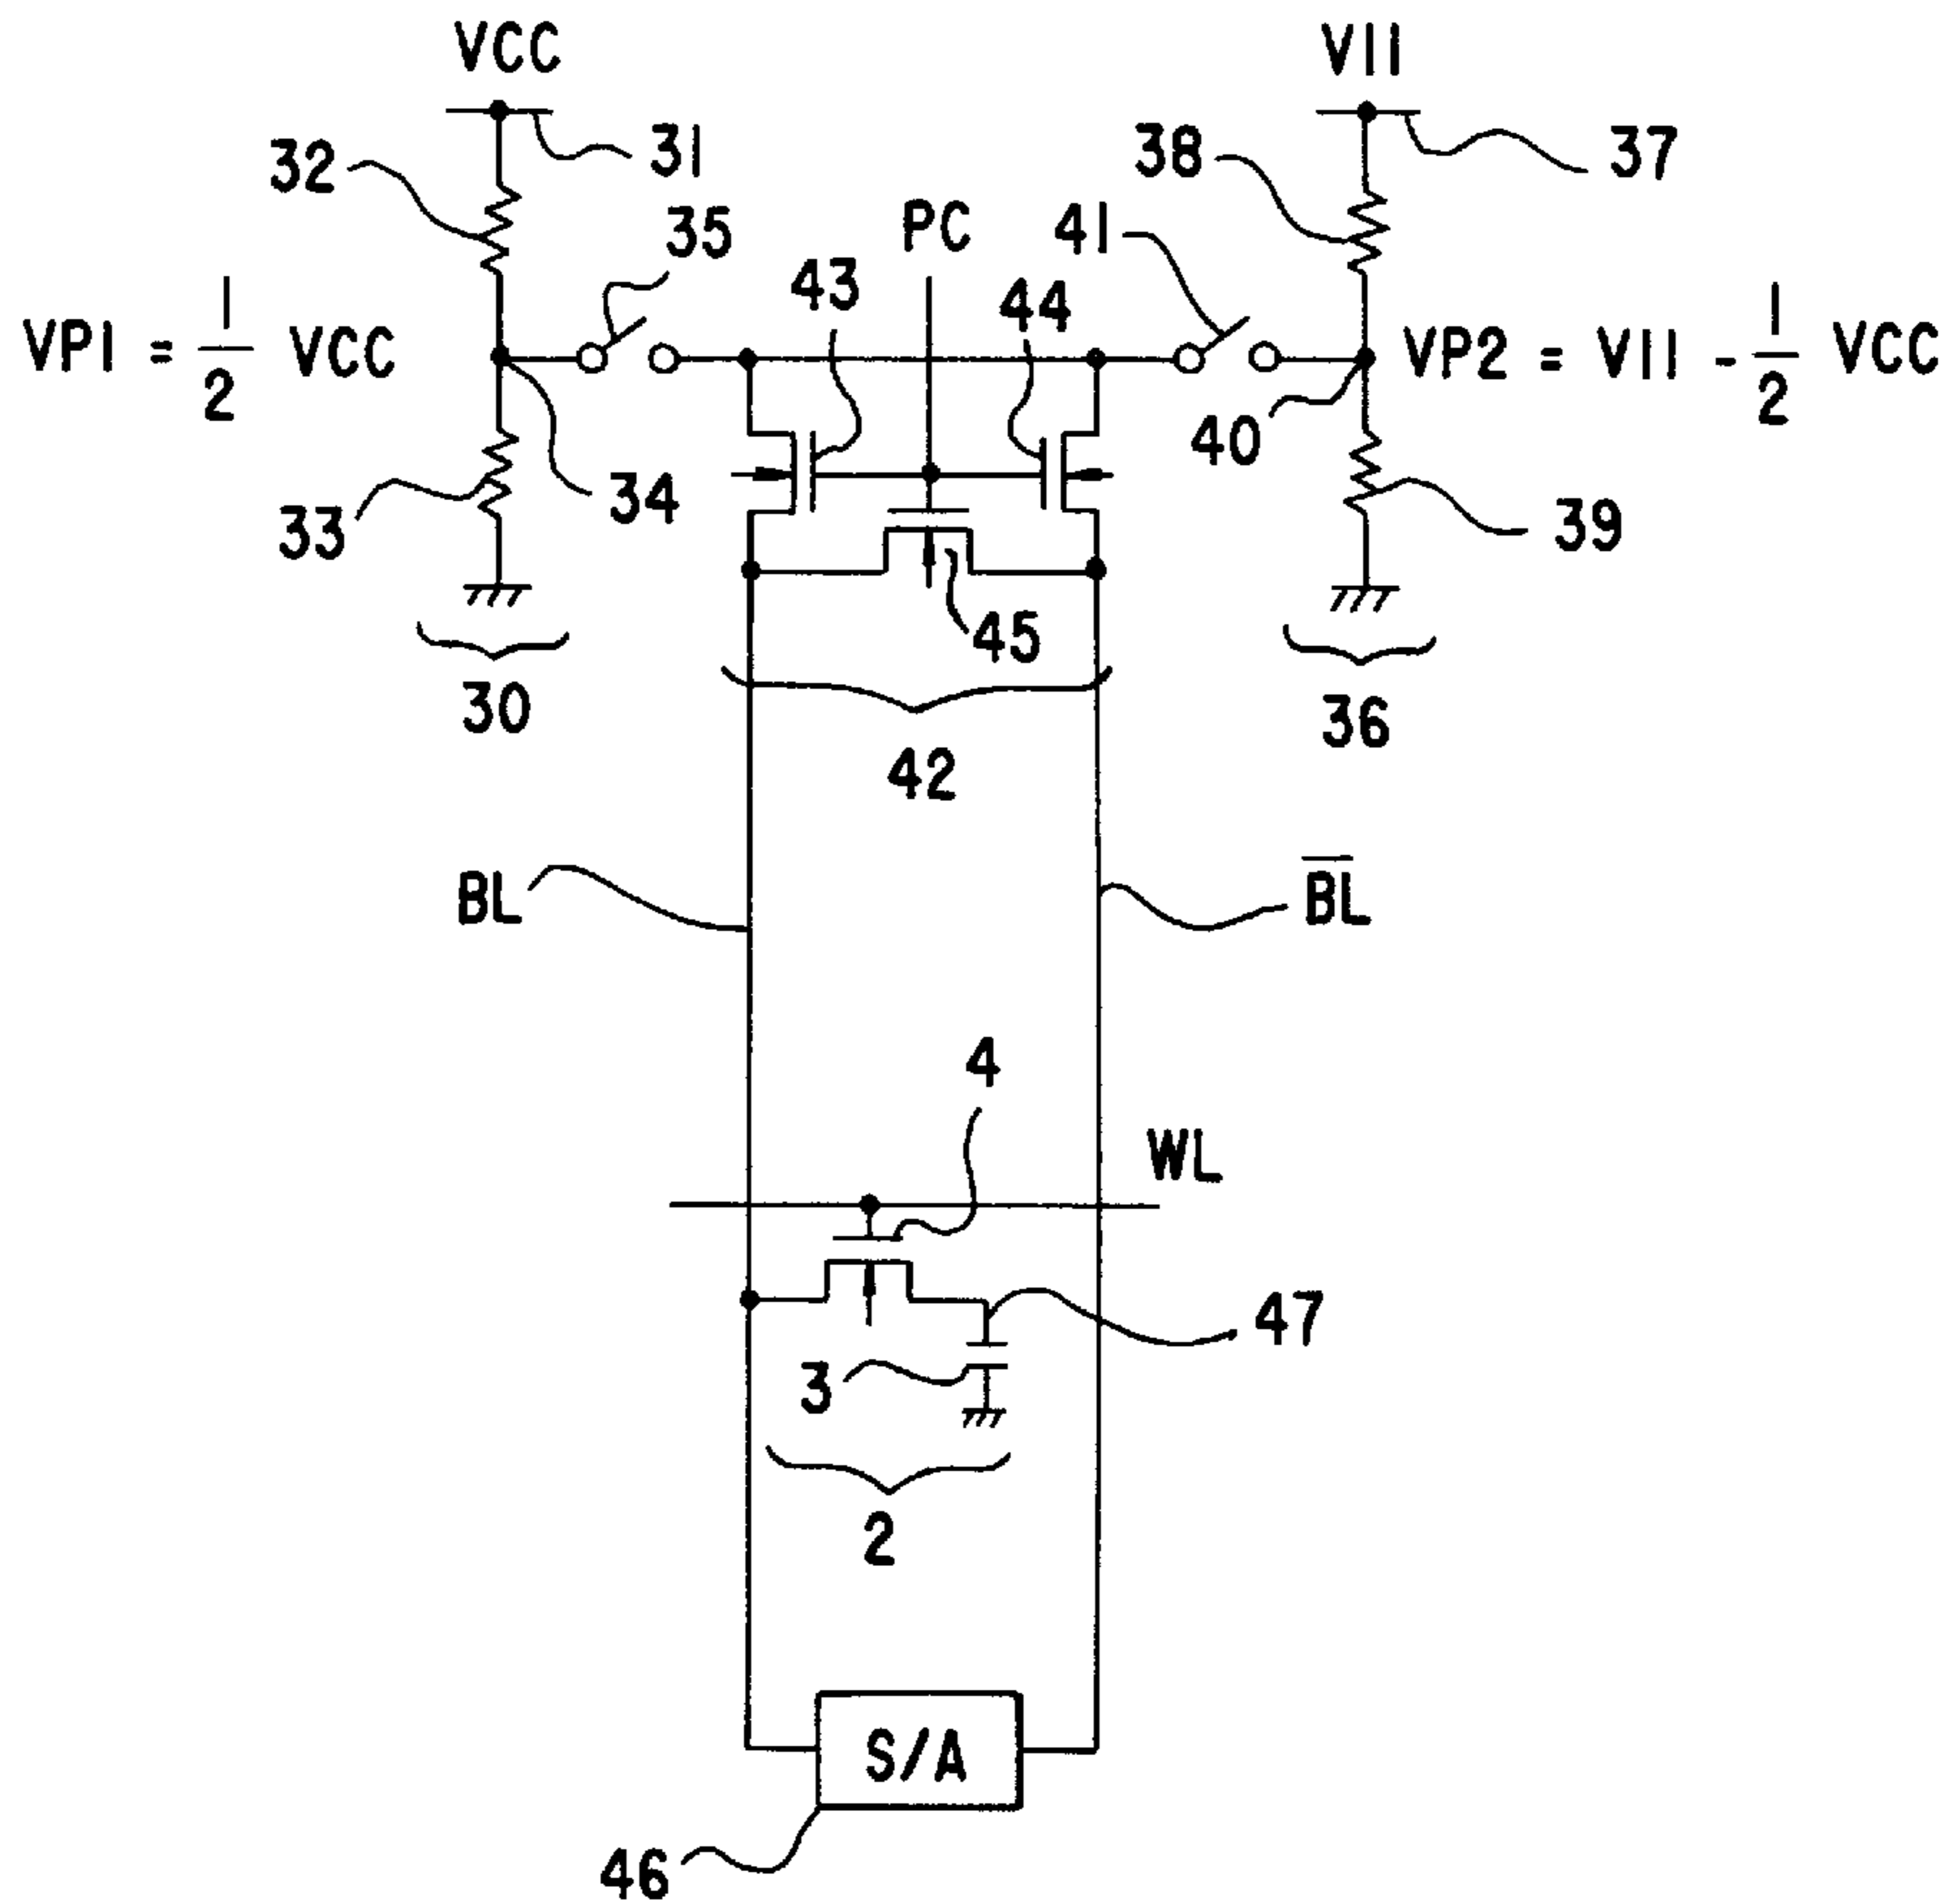 VCC
VII
32
31
38
37
35
PC
41
43
44
VP1 = 1/2 VCC
VP2 = VII - 1/2 VCC
40
33
34
39
45
30
36
42
BL
B̅L̅
4
WL
47
3
2
S/A
46